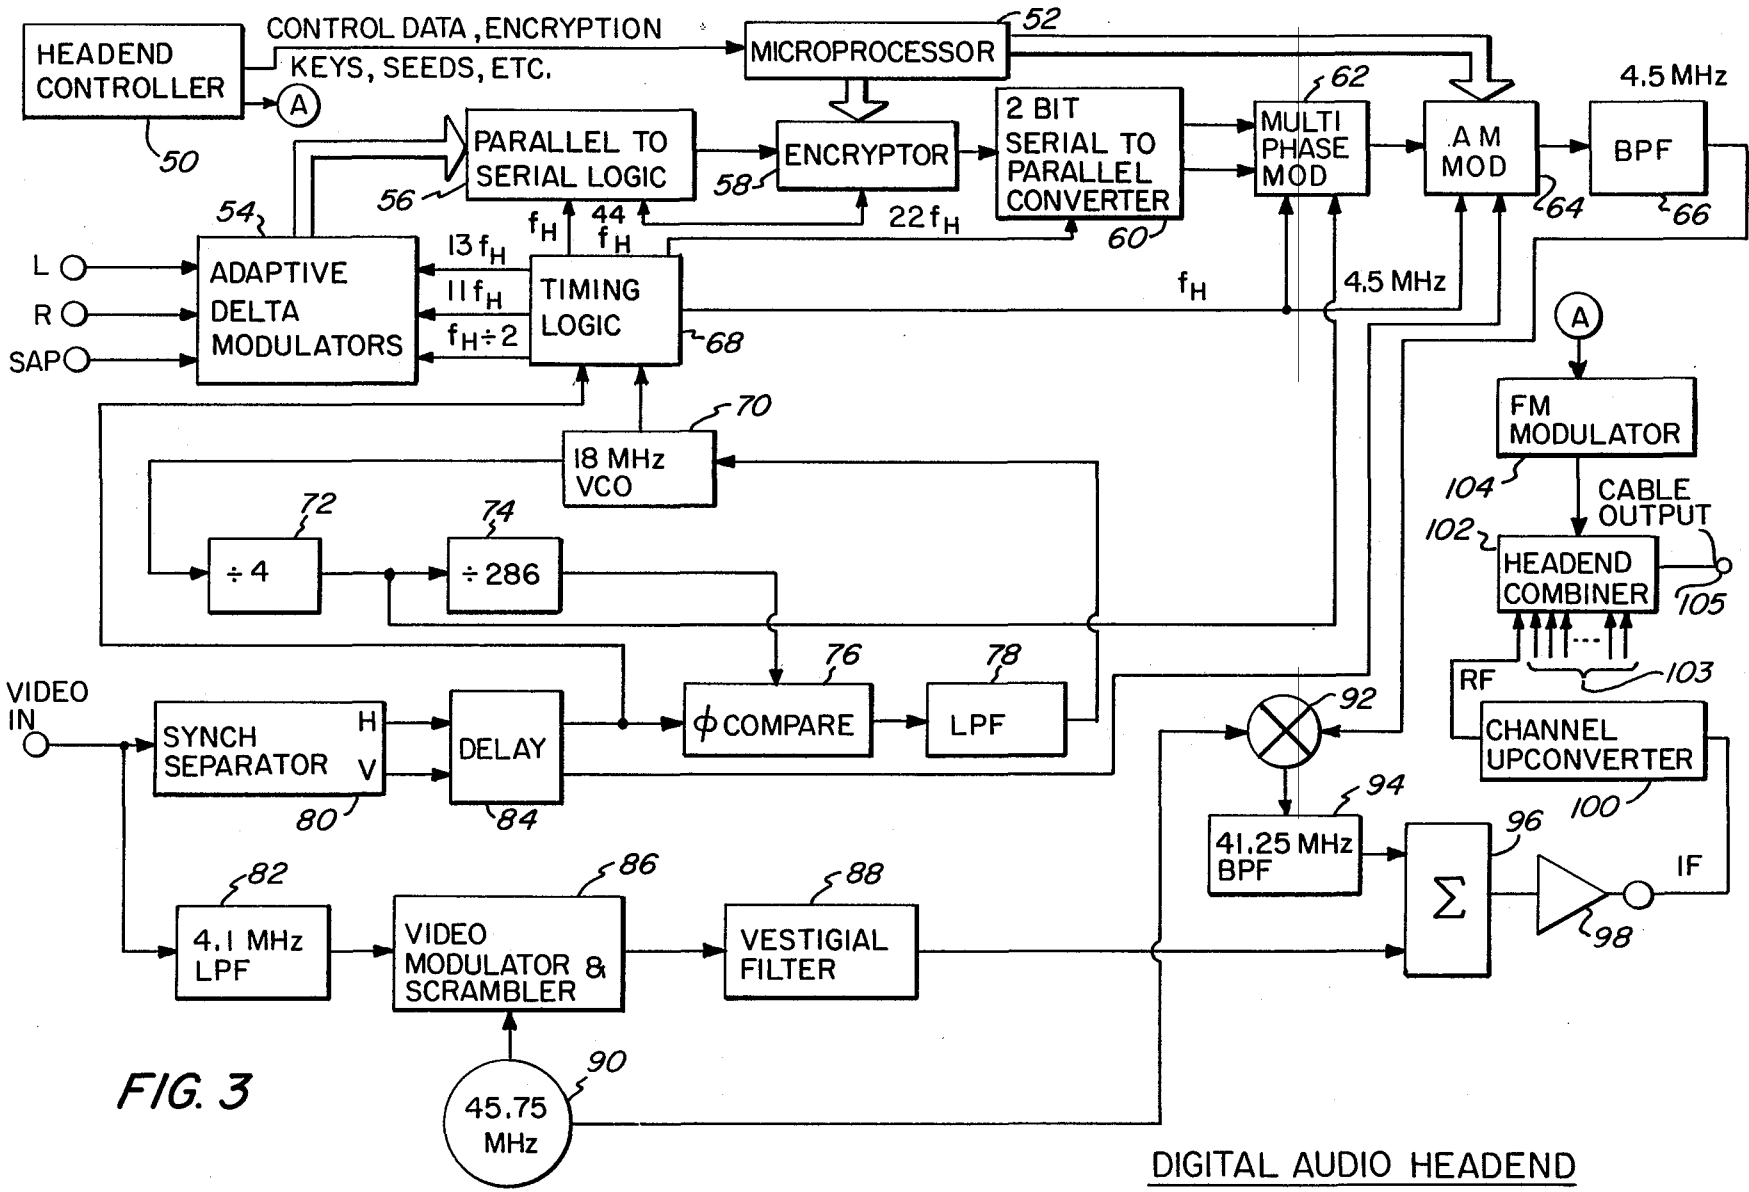 HEADEND
CONTROLLER
50
CONTROL DATA, ENCRYPTION
KEYS, SEEDS, ETC.
A
MICROPROCESSOR
52
PARALLEL TO
SERIAL LOGIC
56
ENCRYPTOR
58
2 BIT
SERIAL TO
PARALLEL
CONVERTER
60
MULTI
PHASE
MOD
62
AM
MOD
64
4.5 MHz
BPF
66
L
R
SAP
54
ADAPTIVE
DELTA
MODULATORS
13fH
11fH
fH÷2
fH
44
fH
22fH
TIMING
LOGIC
68
fH
4.5 MHz
A
FM
MODULATOR
104
CABLE
OUTPUT
102
HEADEND
COMBINER
105
103
RF
70
18 MHz
VCO
72
÷4
74
÷286
76
ϕ COMPARE
78
LPF
VIDEO
IN
SYNCH
SEPARATOR
H
V
80
DELAY
84
92
94
41.25 MHz
BPF
96
Σ
98
IF
CHANNEL
UPCONVERTER
100
82
4.1 MHz
LPF
86
VIDEO
MODULATOR &
SCRAMBLER
88
VESTIGIAL
FILTER
90
45.75
MHz
FIG. 3
DIGITAL AUDIO HEADEND